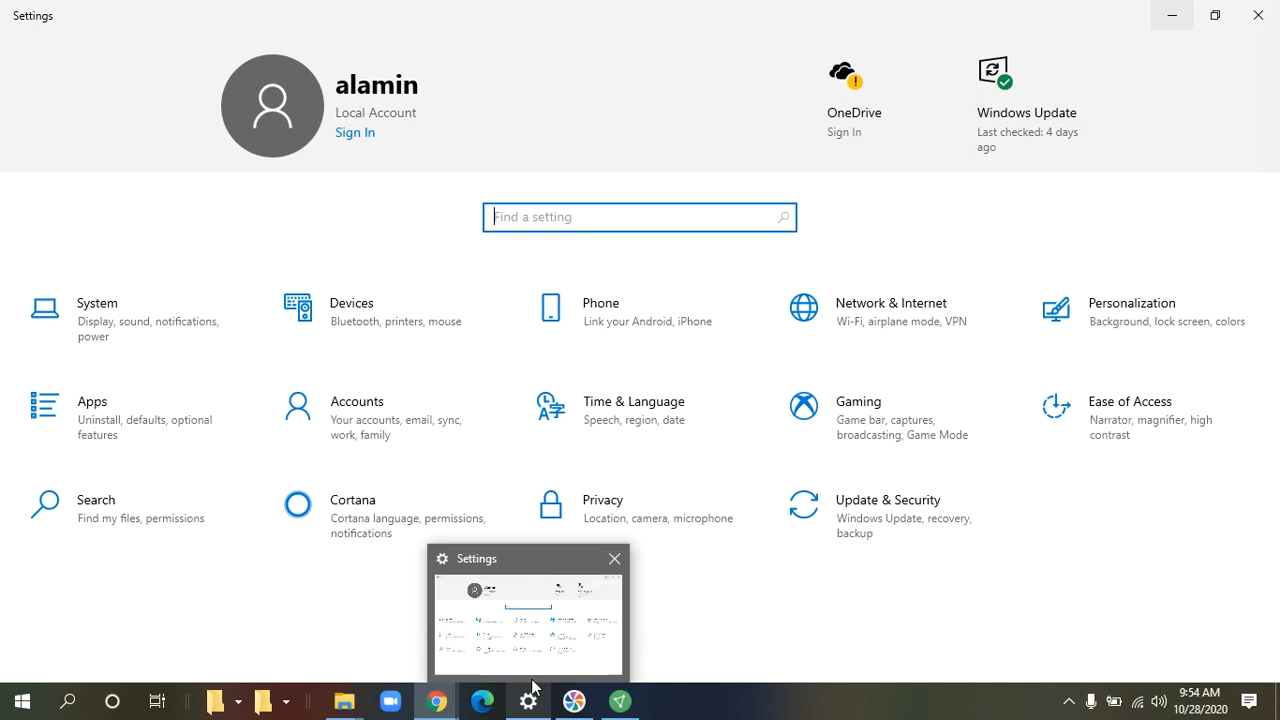 Settings
alamin
Local Account
Sign In
OneDrive
Sign In
Windows Update
Last checked: 4 days
ago
Find a setting
System
Display, sound, notifications,
power
Devices
Bluetooth, printers, mouse
Phone
Link your Android, iPhone
Network & Internet
Wi-Fi, airplane mode, VPN
Personalization
Background, lock screen, colors
Apps
Uninstall, defaults, optional
features
Accounts
Your accounts, email, sync,
work, family
Time & Language
Speech, region, date
Gaming
Game bar, captures,
broadcasting, Game Mode
Ease of Access
Narrator, magnifier, high
contrast
Search
Find my files, permissions
Cortana
Cortana language, permissions,
notifications
Privacy
Location, camera, microphone
Update & Security
Windows Update, recovery,
backup
Settings
9:54 AM
10/28/2020